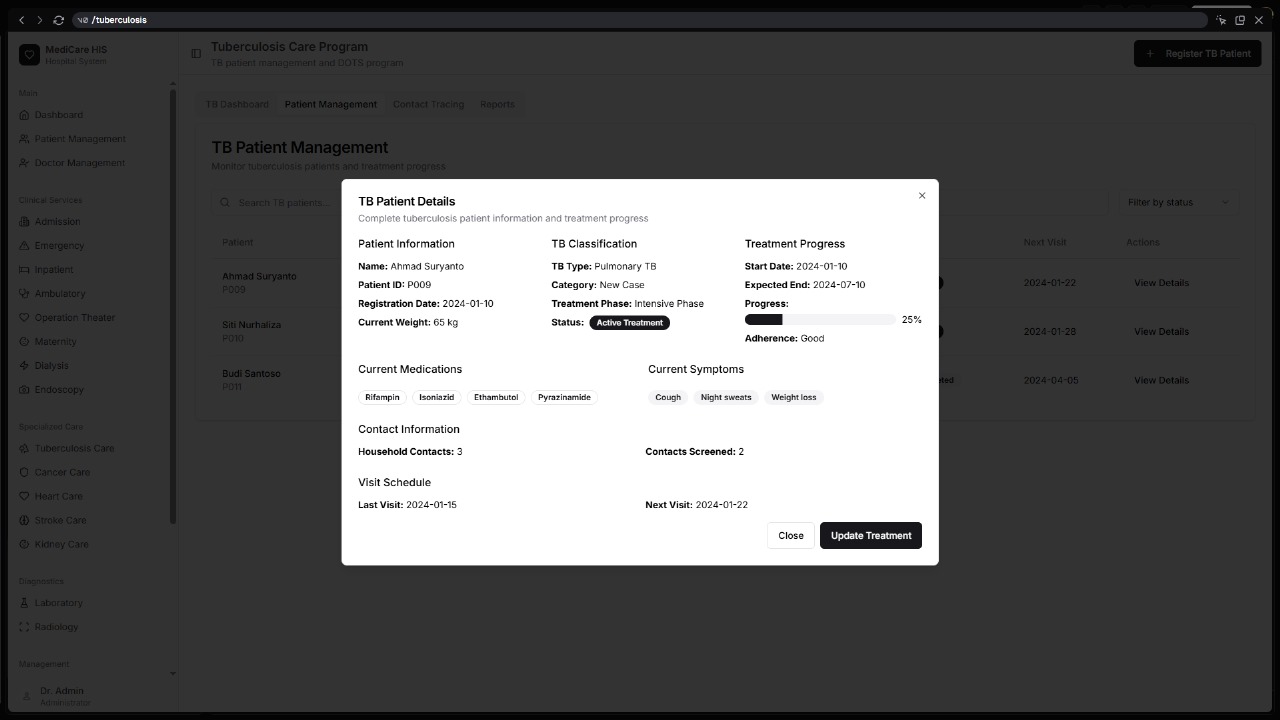 /tuberculosis
MediCare HIS
Hospital System
Tuberculosis Care Program
TB patient management and DOTS program
Register TB Patient
Main
Dashboard
Patient Management
Doctor Management
Clinical Services
Admission
Emergency
Inpatient
Ambulatory
Operation Theater
Maternity
Dialysis
Endoscopy
Specialized Care
Tuberculosis Care
Cancer Care
Heart Care
Stroke Care
Kidney Care
Diagnostics
Laboratory
Radiology
Management
Dr. Admin
Administrator
TB Dashboard Patient Management Contact Tracing Reports
TB Patient Management
Monitor tuberculosis patients and treatment progress
Search TB patients...
Filter by status
Patient Next Visit Actions
Ahmad Suryanto 2024-01-22 View Details
P009
Siti Nurhaliza 2024-01-28 View Details
P010
Budi Santoso 2024-04-05 View Details
P011
TB Patient Details
Complete tuberculosis patient information and treatment progress
Patient Information
Name: Ahmad Suryanto
Patient ID: P009
Registration Date: 2024-01-10
Current Weight: 65 kg
TB Classification
TB Type: Pulmonary TB
Category: New Case
Treatment Phase: Intensive Phase
Status: Active Treatment
Treatment Progress
Start Date: 2024-01-10
Expected End: 2024-07-10
Progress:
25%
Adherence: Good
Current Medications
Rifampin Isoniazid Ethambutol Pyrazinamide
Current Symptoms
Cough Night sweats Weight loss
Contact Information
Household Contacts: 3 Contacts Screened: 2
Visit Schedule
Last Visit: 2024-01-15 Next Visit: 2024-01-22
Close Update Treatment